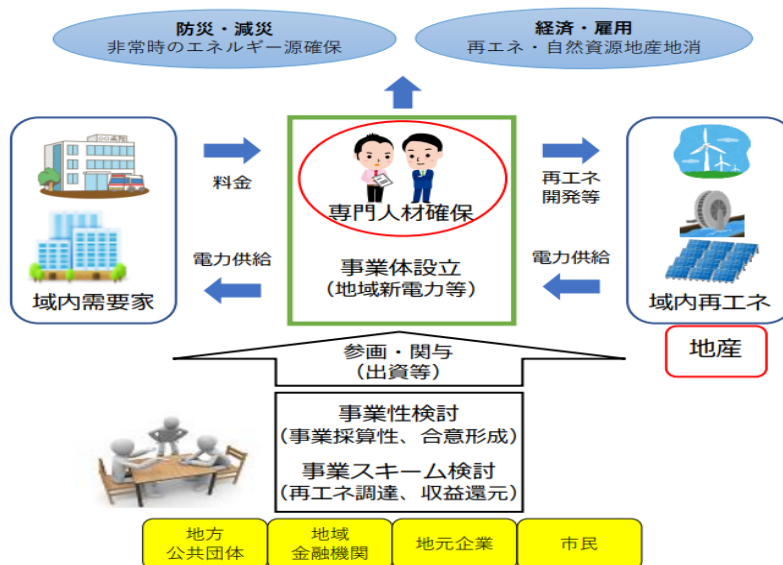 防災・減災
非常時のエネルギー源確保
経済・雇用
再エネ・自然資源地産地消
料金
電力供給
域内需要家
専門人材確保
事業体設立
(地域新電力等)
再エネ
開発等
電力供給
域内再エネ
地産
参画・関与
(出資等)
事業性検討
(事業採算性、合意形成)
事業スキーム検討
(再エネ調達、収益還元)
地方
公共団体
地域
金融機関
地元企業
市民